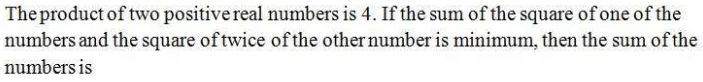 The product of two positive real numbers is 4. If the sum of the square of one of the
numbers and the square of twice of the other number is minimum, then the sum of the
numbers is